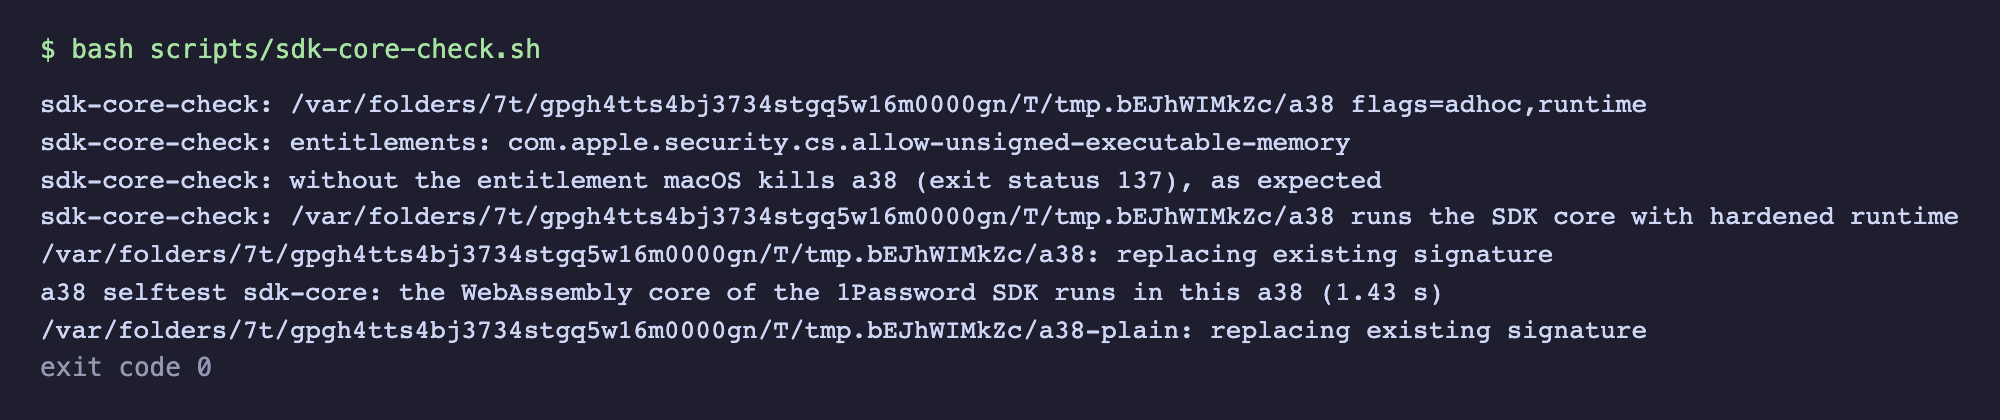 $ bash scripts/sdk-core-check.sh
sdk-core-check: /var/folders/7t/gpgh4tts4bj3734stgq5w16m0000gn/T/tmp.bEJhWIMkZc/a38 flags=adhoc,runtime
sdk-core-check: entitlements: com.apple.security.cs.allow-unsigned-executable-memory
sdk-core-check: without the entitlement macOS kills a38 (exit status 137), as expected
sdk-core-check: /var/folders/7t/gpgh4tts4bj3734stgq5w16m0000gn/T/tmp.bEJhWIMkZc/a38 runs the SDK core with hardened runtime
/var/folders/7t/gpgh4tts4bj3734stgq5w16m0000gn/T/tmp.bEJhWIMkZc/a38: replacing existing signature
a38 selftest sdk-core: the WebAssembly core of the 1Password SDK runs in this a38 (1.43 s)
/var/folders/7t/gpgh4tts4bj3734stgq5w16m0000gn/T/tmp.bEJhWIMkZc/a38-plain: replacing existing signature
exit code 0